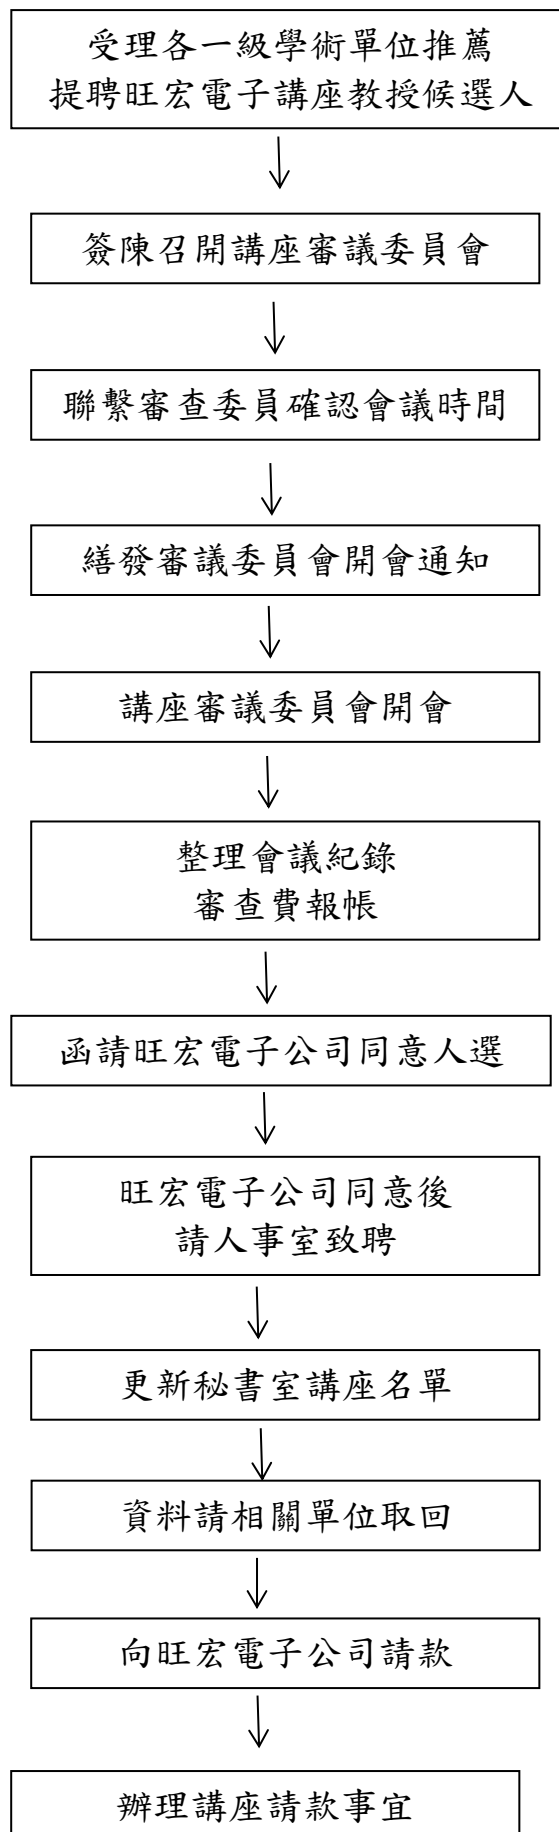 受理各一級學術單位推薦
提聘旺宏電子講座教授候選人
簽陳召開講座審議委員會
聯繫審查委員確認會議時間
繕發審議委員會開會通知
講座審議委員會開會
整理會議紀錄
審查費報帳
函請旺宏電子公司同意人選
旺宏電子公司同意後
請人事室致聘
更新秘書室講座名單
資料請相關單位取回
向旺宏電子公司請款
辦理講座請款事宜